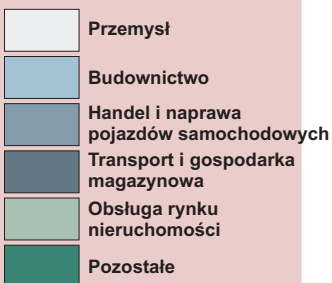 Przemysł
Budownictwo
Handel i naprawa
pojazdów samochodowych
Transport i gospodarka
magazynowa
Obsługa rynku
nieruchomości
Pozostałe